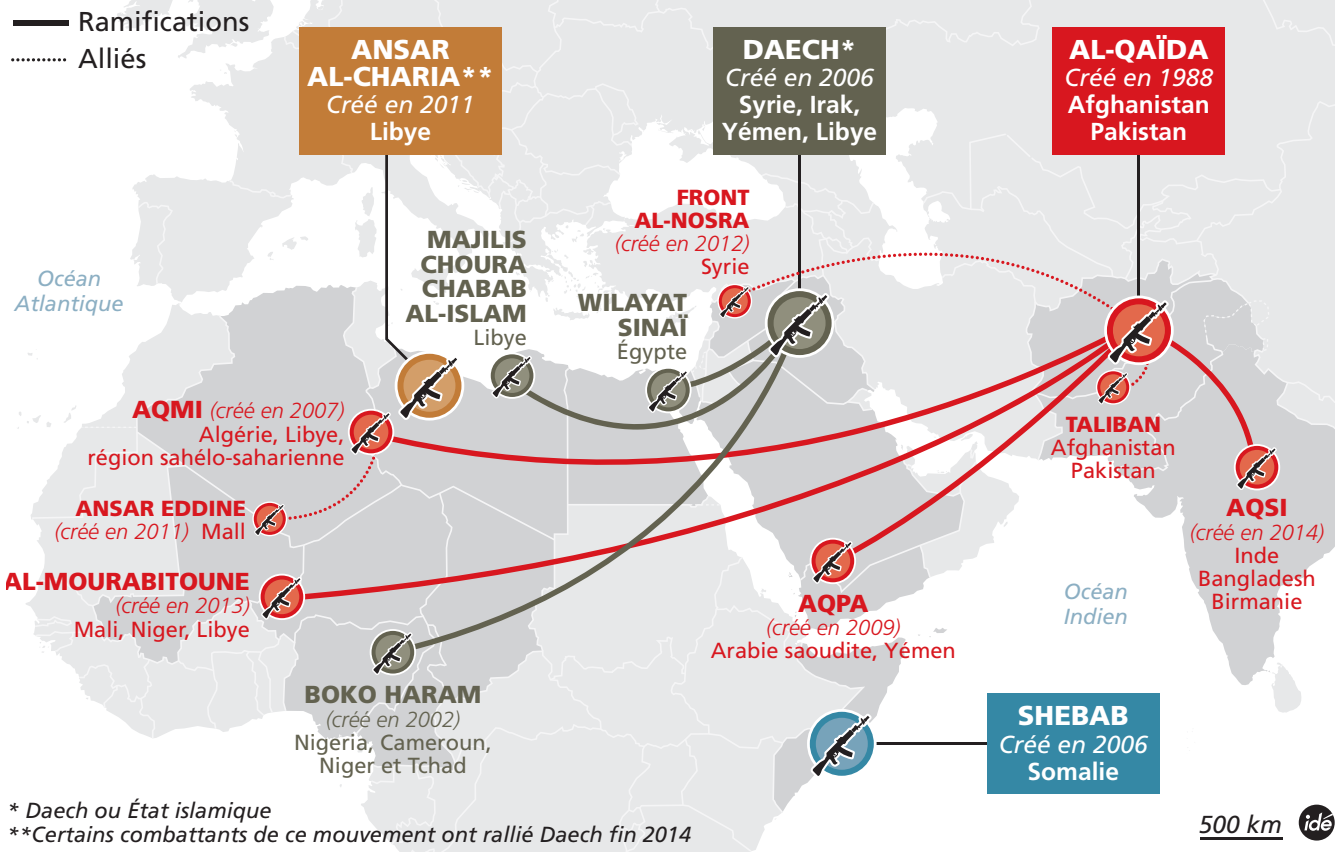 Ramifications
Alliés
ANSAR
AL-CHARIA**
Créé en 2011
Libye
DAECH*
Créé en 2006
Syrie, Irak,
Yémen, Libye
AL-QAÏDA
Créé en 1988
Afghanistan
Pakistan
FRONT
AL-NOSRA
(créé en 2012)
Syrie
MAJILIS
CHOURA
CHABAB
AL-ISLAM
Libye
WILAYAT
SINAÏ
Égypte
Océan
Atlantique
AQMI (créé en 2007)
Algérie, Libye,
région sahélo-saharienne
TALIBAN
Afghanistan
Pakistan
ANSAR EDDINE
(créé en 2011) Mall
AQSI
(créé en 2014)
Inde
Bangladesh
Birmanie
AL-MOURABITOUNE
(créé en 2013)
Mali, Niger, Libye
AQPA
(créé en 2009)
Arabie saoudite, Yémen
Océan
Indien
BOKO HARAM
(créé en 2002)
Nigeria, Cameroun,
Niger et Tchad
SHEBAB
Créé en 2006
Somalie
* Daech ou État islamique
**Certains combattants de ce mouvement ont rallié Daech fin 2014
500 km
idé